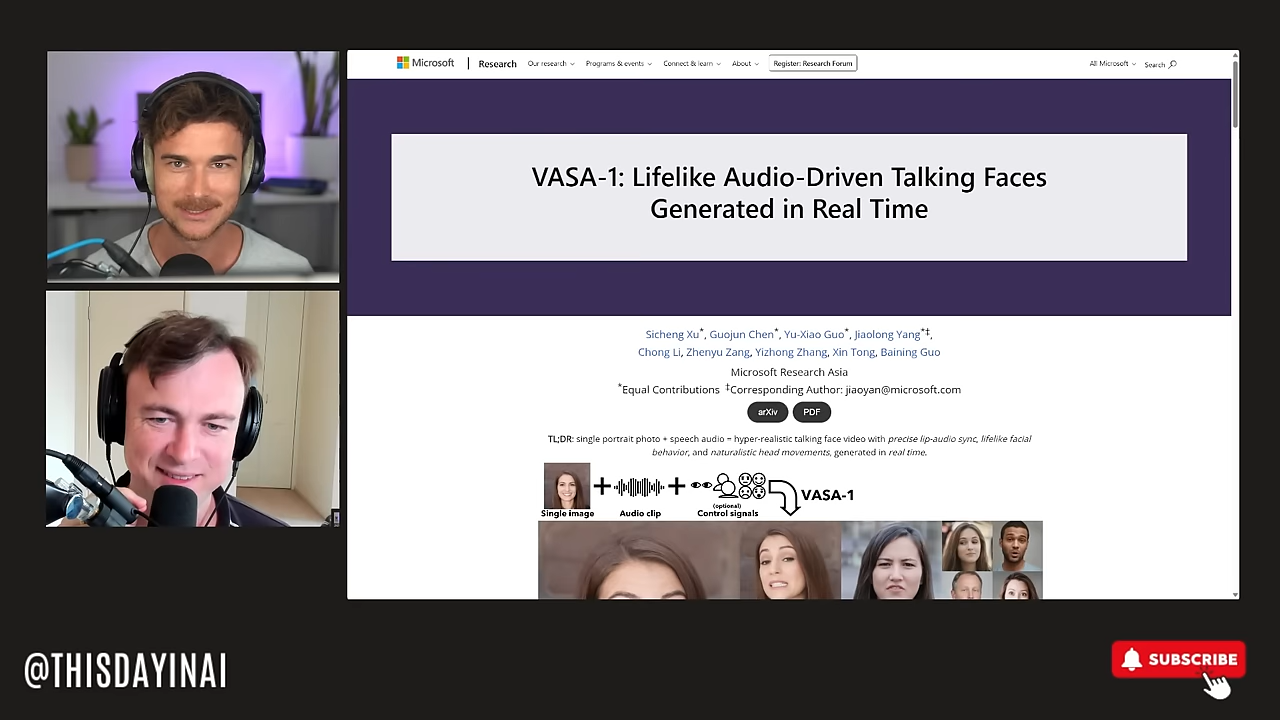 Microsoft | Research Our research Programs & events Connect & learn About Register: Research Forum All Microsoft Search
VASA-1: Lifelike Audio-Driven Talking Faces
Generated in Real Time
Sicheng Xu*, Guojun Chen*, Yu-Xiao Guo*, Jiaolong Yang*‡,
Chong Li, Zhenyu Zang, Yizhong Zhang, Xin Tong, Baining Guo
Microsoft Research Asia
*Equal Contributions ‡Corresponding Author: jiaoyan@microsoft.com
arXiv PDF
TL;DR: single portrait photo + speech audio = hyper-realistic talking face video with precise lip-audio sync, lifelike facial
behavior, and naturalistic head movements, generated in real time.
VASA-1
(optional)
Single image Audio clip Control signals
@THISDAYINAI
SUBSCRIBE